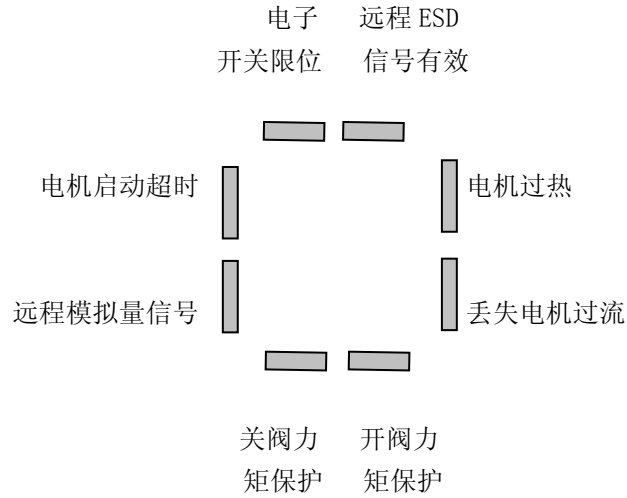 电子 远程 ESD
开关限位 信号有效
电机启动超时 电机过热
远程模拟量信号 丢失电机过流
关阀力 开阀力
矩保护 矩保护